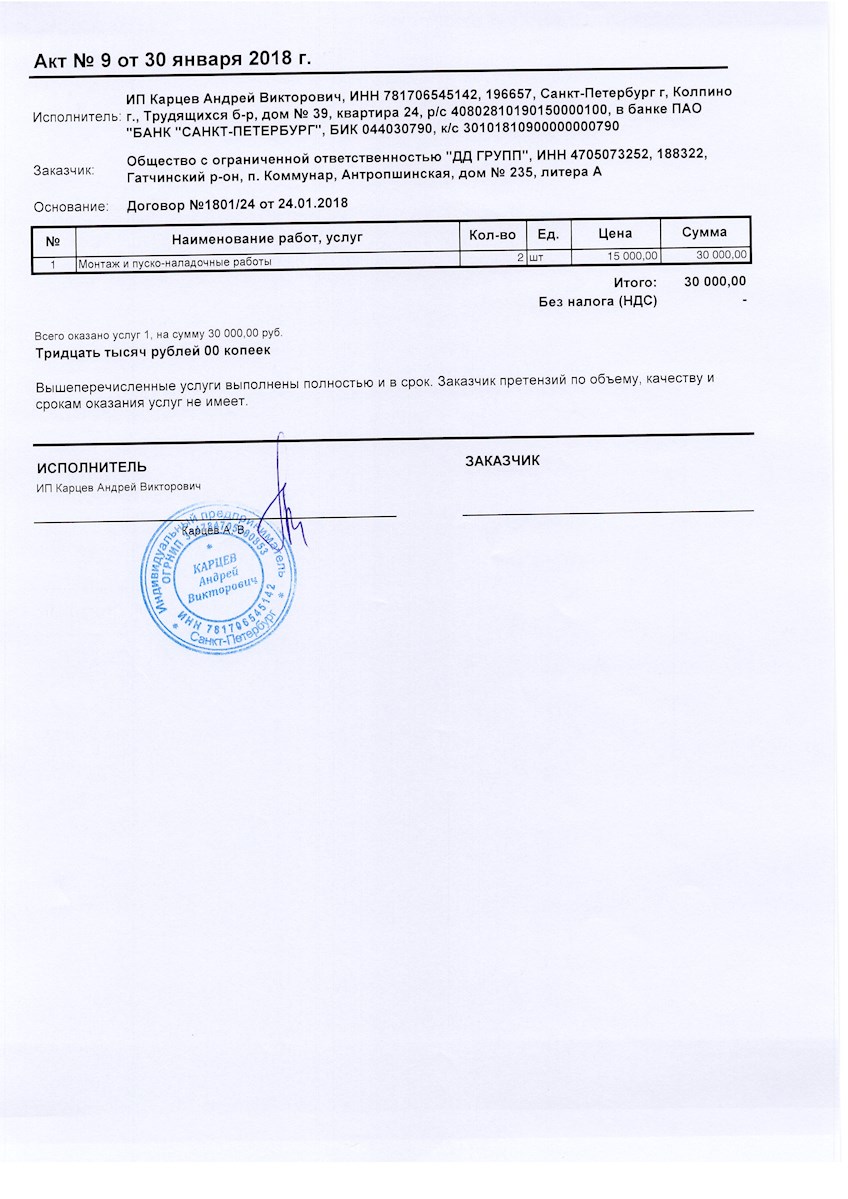 Акт № 9 от 30 января 2018 г.
ИП Карцев Андрей Викторович, ИНН 781706545142, 196657, Санкт-Петербург г, Колпино
Исполнитель: г., Трудящихся б-р, дом № 39, квартира 24, р/с 40802810190150000100, в банке ПАО
"БАНК "САНКТ-ПЕТЕРБУРГ", БИК 044030790, к/с 30101810900000000790
Общество с ограниченной ответственностью "ДД ГРУПП", ИНН 4705073252, 188322,
Заказчик:
Гатчинский р-он, п. Коммунар, Антропшинская, дом № 235, литера А
Основание: Договор №1801/24 от 24.01.2018
№ Наименование работ, услуг Кол-во Ед. Цена Сумма
1 Монтаж и пуско-наладочные работы 2 шт 15 000,00 30 000,00
Итого: 30 000,00
Без налога (НДС) -
Всего оказано услуг 1, на сумму 30 000,00 руб.
Тридцать тысяч рублей 00 копеек
Вышеперечисленные услуги выполнены полностью и в срок. Заказчик претензий по объему, качеству и
срокам оказания услуг не имеет.
ИСПОЛНИТЕЛЬ ЗАКАЗЧИК
ИП Карцев Андрей Викторович
Карцев А. В.
Индивидуальный предприниматель
ОГРНИП
КАРЦЕВ
Андрей
Викторович
ИНН 781706545142
Санкт-Петербург